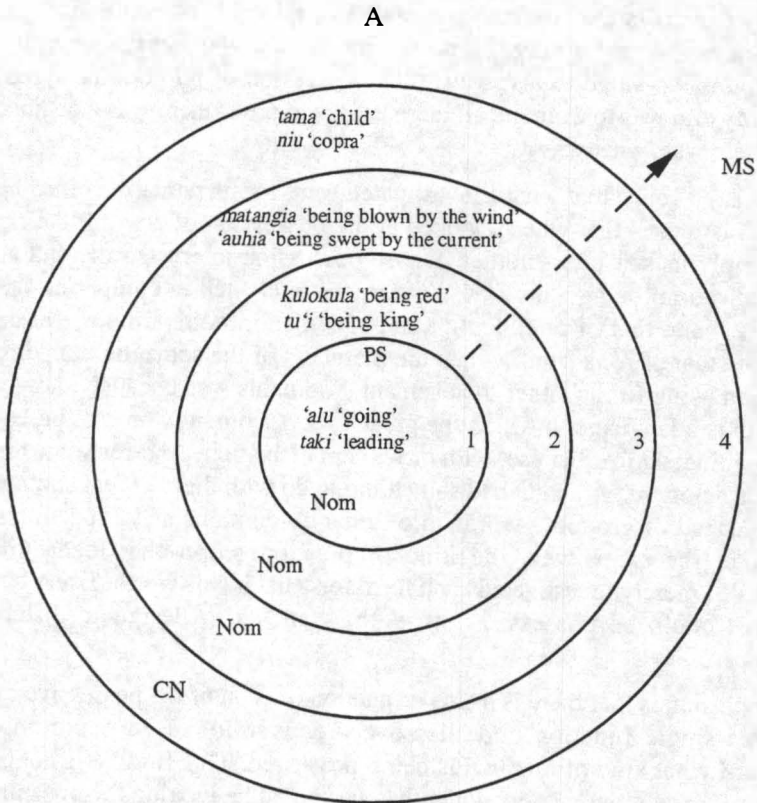 A
tama 'child'
niu 'copra'
MS
matangia 'being blown by the wind'
'auhia 'being swept by the current'
kulokula 'being red'
tu'i 'being king'
PS
'alu 'going'
taki 'leading'
1 2 3 4
Nom
Nom
Nom
CN